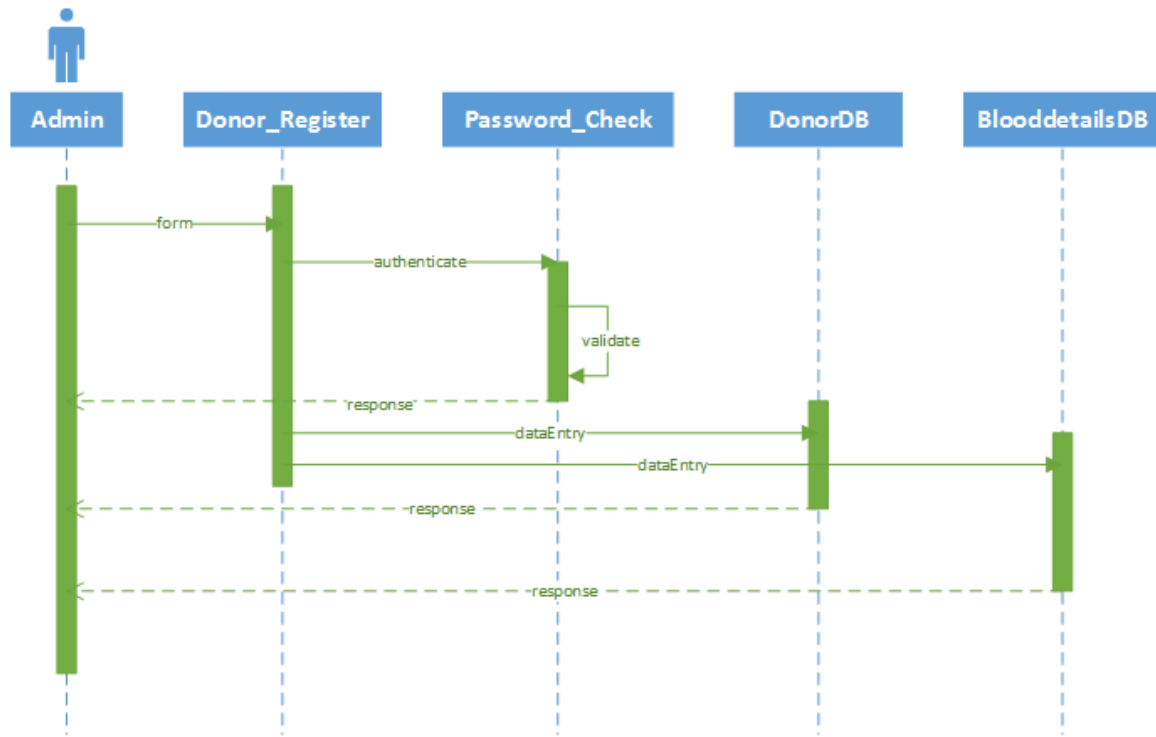 Admin
Donor_Register
Password_Check
DonorDB
BlooddetailsDB
form
authenticate
validate
response
dataEntry
dataEntry
response
response